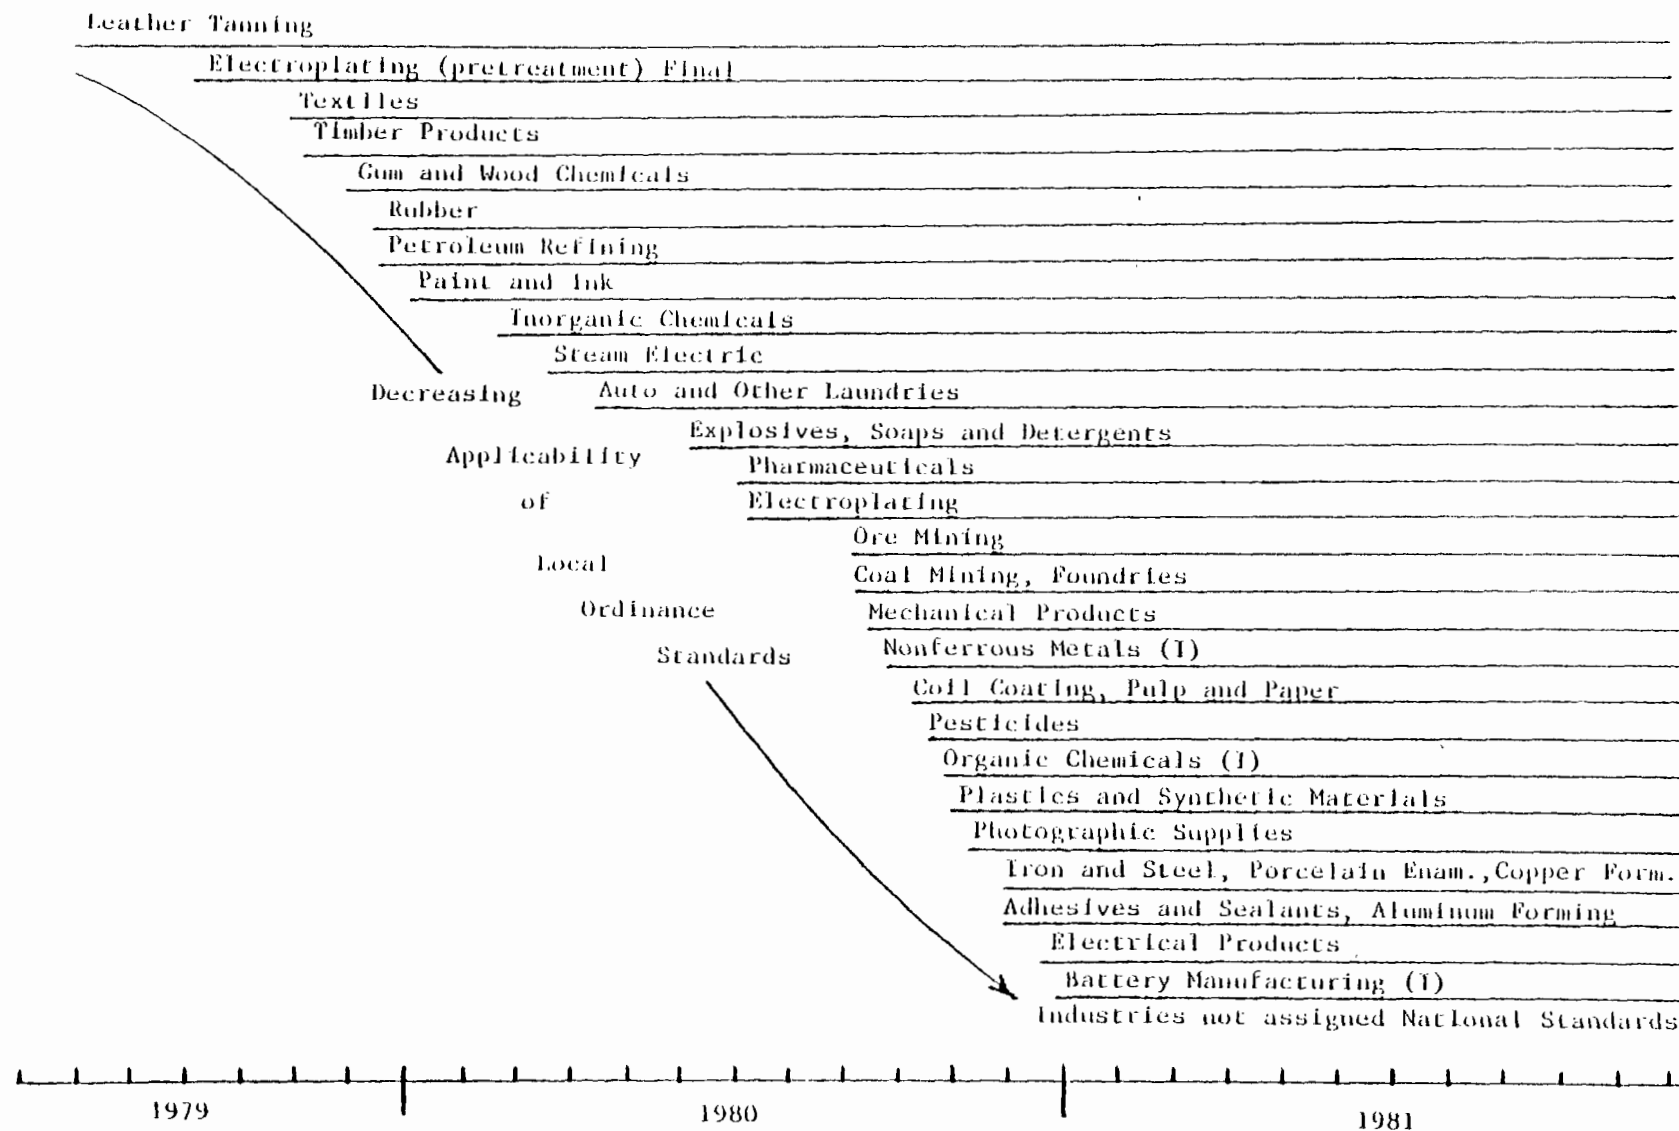 Leather Tanning
Electroplating (pretreatment) Final
Textiles
Timber Products
Gum and Wood Chemicals
Rubber
Petroleum Refining
Paint and Ink
Inorganic Chemicals
Steam Electric
Decreasing
Auto and Other Laundries
Explosives, Soaps and Detergents
Applicability
Pharmaceuticals
of
Electroplating
Ore Mining
Local
Coal Mining, Foundries
Ordinance
Mechanical Products
Standards
Nonferrous Metals (I)
Coil Coating, Pulp and Paper
Pesticides
Organic Chemicals (I)
Plastics and Synthetic Materials
Photographic Supplies
Iron and Steel, Porcelain Enam.,Copper Form.
Adhesives and Sealants, Aluminum Forming
Electrical Products
Battery Manufacturing (I)
Industries not assigned National Standards
1979
1980
1981